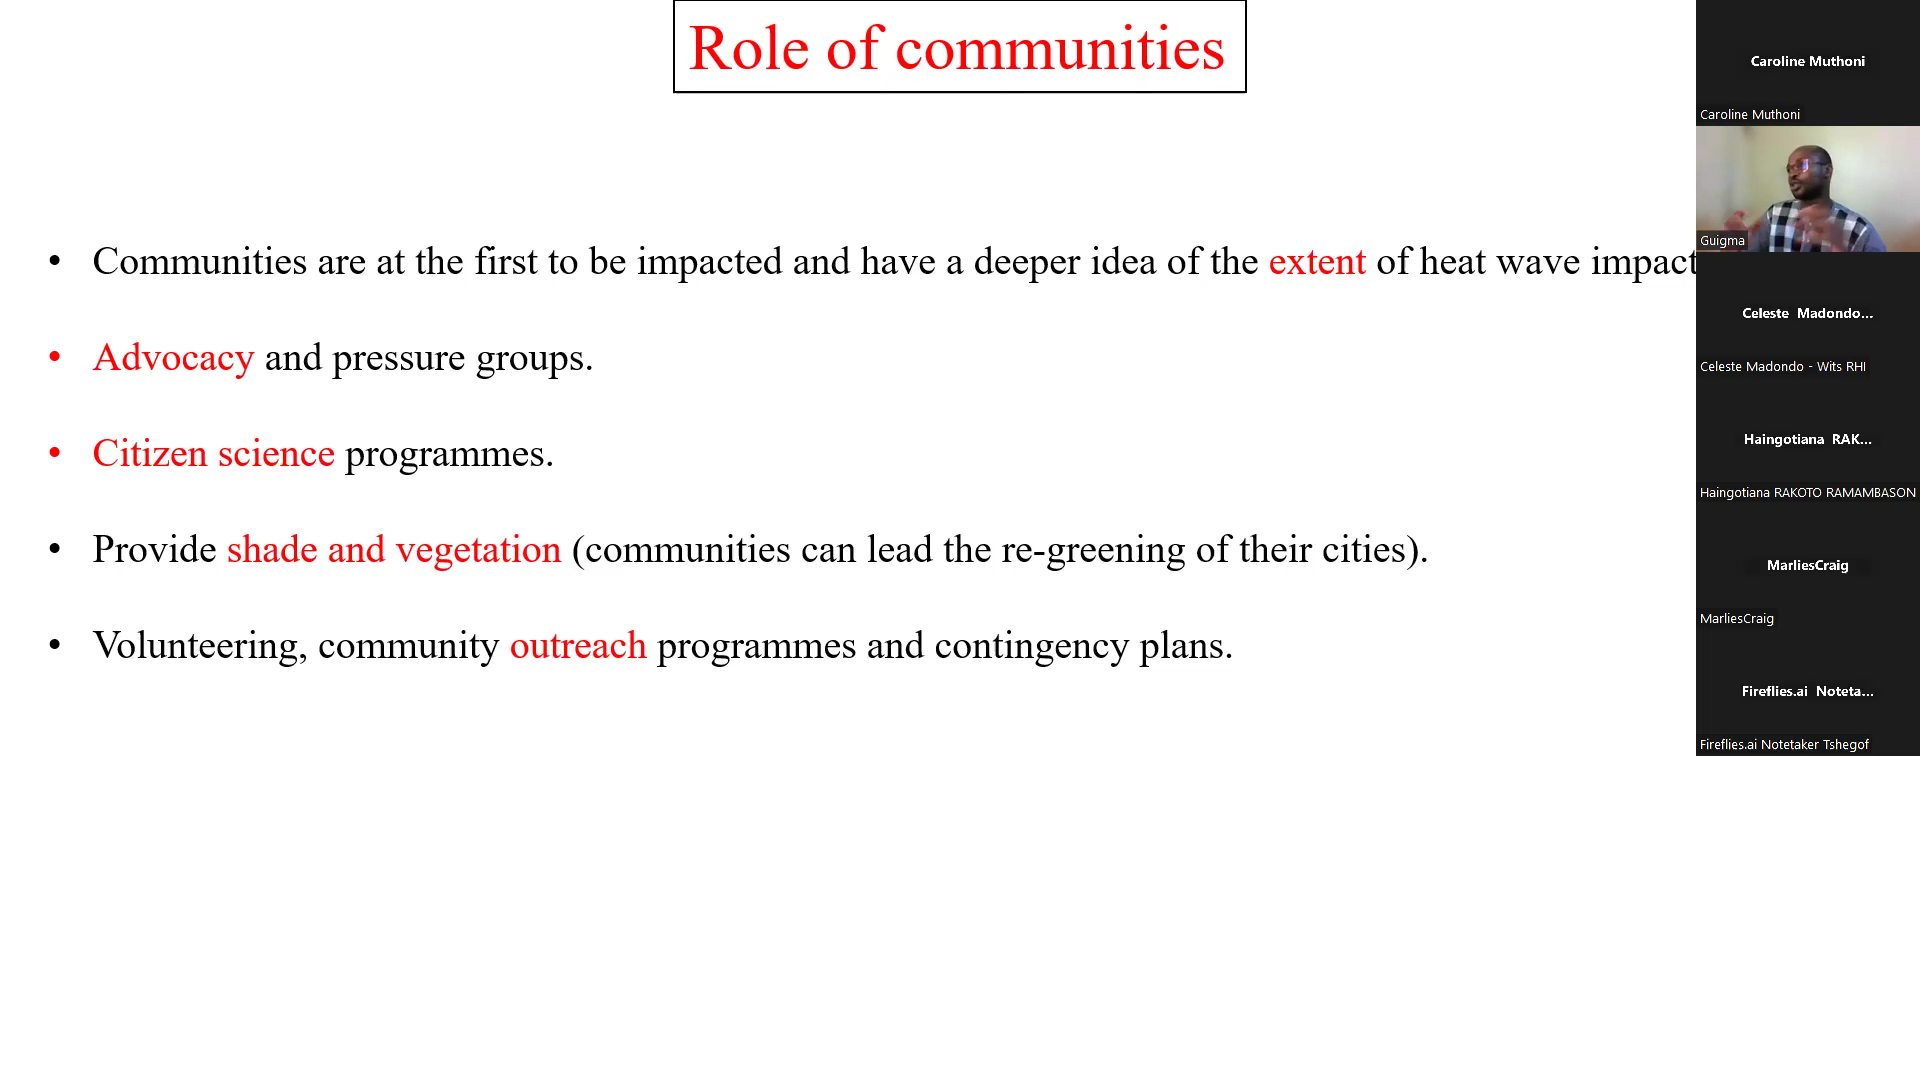 Role of communities
• Communities are at the first to be impacted and have a deeper idea of the extent of heat wave impact
• Advocacy and pressure groups.
• Citizen science programmes.
• Provide shade and vegetation (communities can lead the re-greening of their cities).
• Volunteering, community outreach programmes and contingency plans.
Caroline Muthoni
Caroline Muthoni
Guigma
Celeste Madondo...
Celeste Madondo - Wits RHI
Haingotiana RAK...
Haingotiana RAKOTO RAMAMBASON
MarliesCraig
MarliesCraig
Fireflies.ai Noteta...
Fireflies.ai Notetaker Tshegof